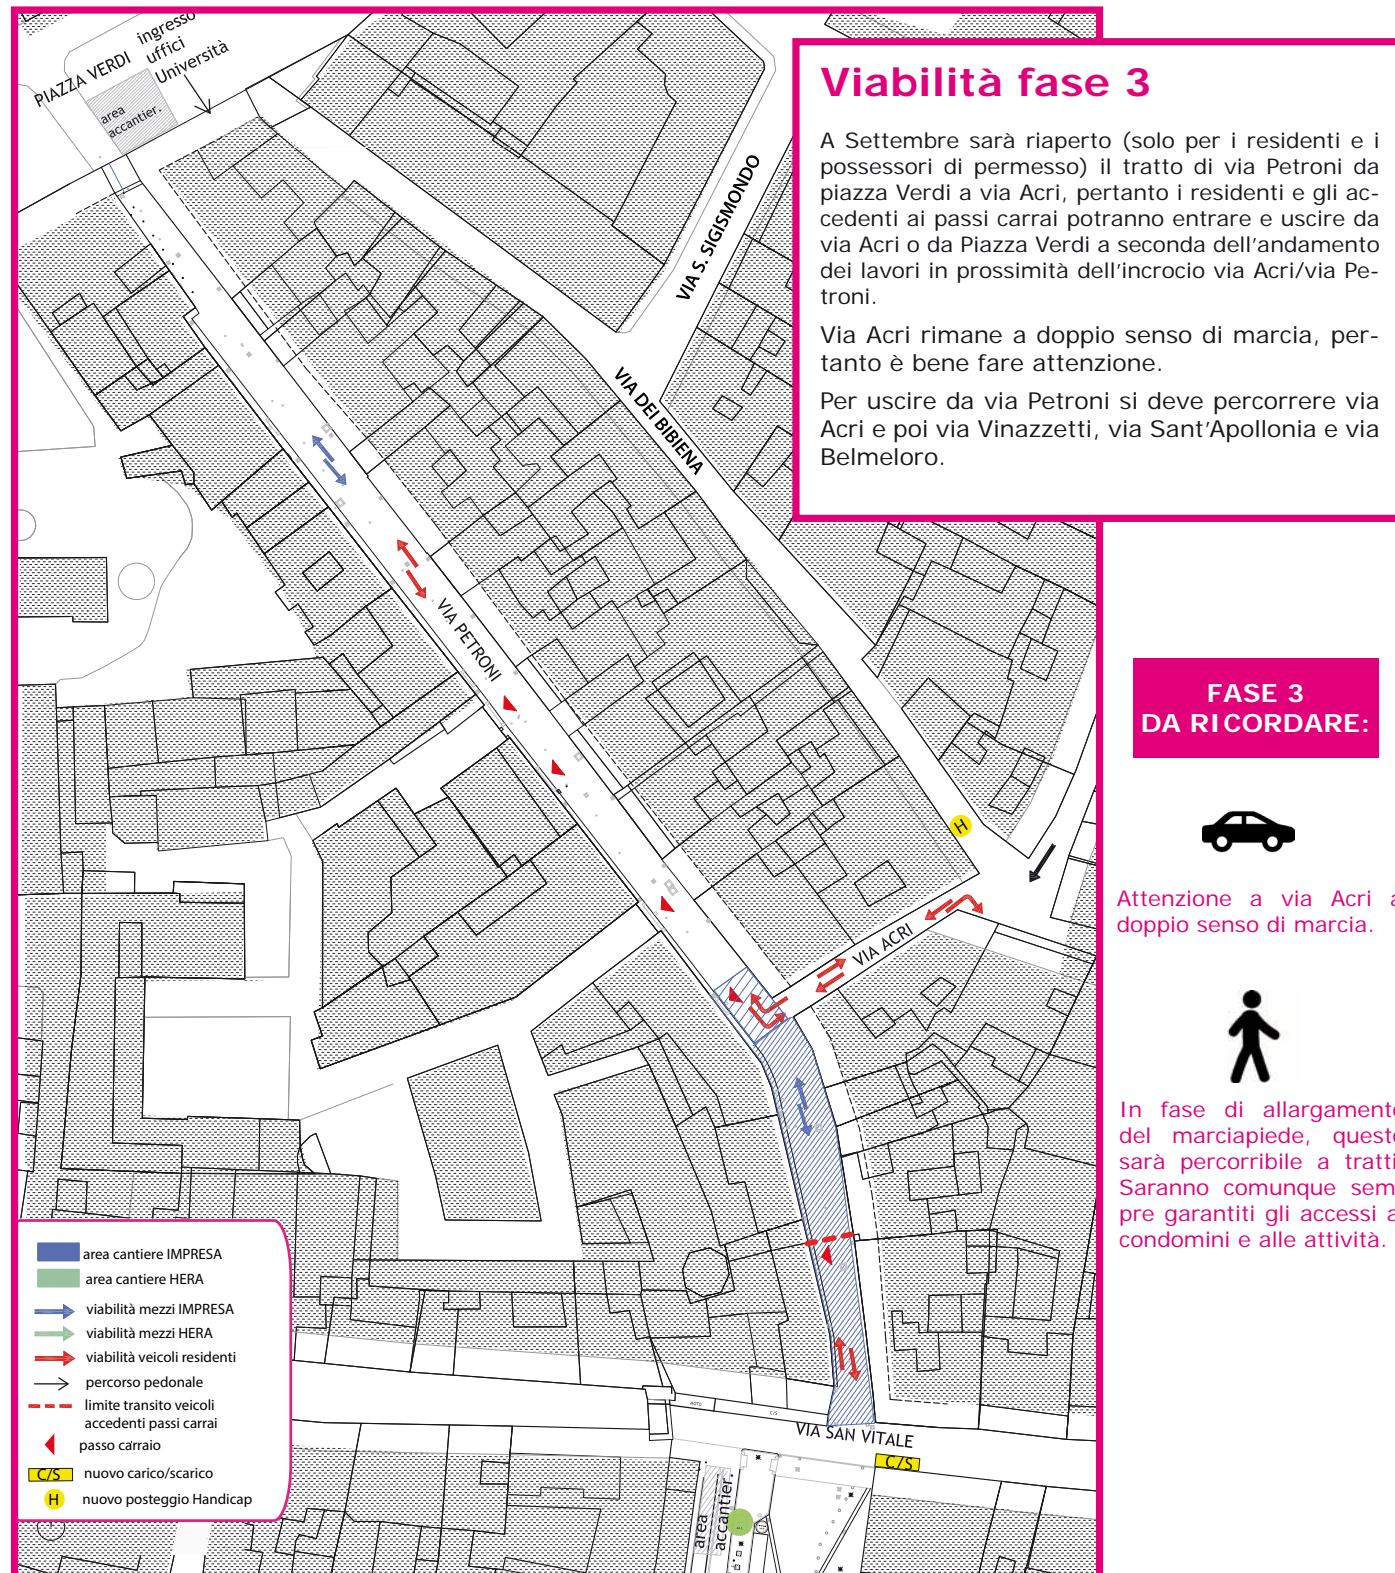 PIAZZA VERDI
ingresso
uffici
Università
area
accantier.
VIA S. SIGISMONDO
VIA DEI BIBIENA
VIA PETRONI
H
VIA ACRI
MOTO
C/S
VIA SAN VITALE
C/S
area
accantier.
Viabilità fase 3
A Settembre sarà riaperto (solo per i residenti e i
possessori di permesso) il tratto di via Petroni da
piazza Verdi a via Acri, pertanto i residenti e gli ac-
cedenti ai passi carrai potranno entrare e uscire da
via Acri o da Piazza Verdi a seconda dell'andamento
dei lavori in prossimità dell'incrocio via Acri/via Pe-
troni.
Via Acri rimane a doppio senso di marcia, per-
tanto è bene fare attenzione.
Per uscire da via Petroni si deve percorrere via
Acri e poi via Vinazzetti, via Sant'Apollonia e via
Belmeloro.
FASE 3
DA RICORDARE:
Attenzione a via Acri a
doppio senso di marcia.
In fase di allargamento
del marciapiede, questo
sarà percorribile a tratti
Saranno comunque sem
pre garantiti gli accessi a
condomini e alle attività.
area cantiere IMPRESA
area cantiere HERA
viabilità mezzi IMPRESA
viabilità mezzi HERA
viabilità veicoli residenti
percorso pedonale
limite transito veicoli
accedenti passi carrai
passo carraio
C/S nuovo carico/scarico
H nuovo posteggio Handicap